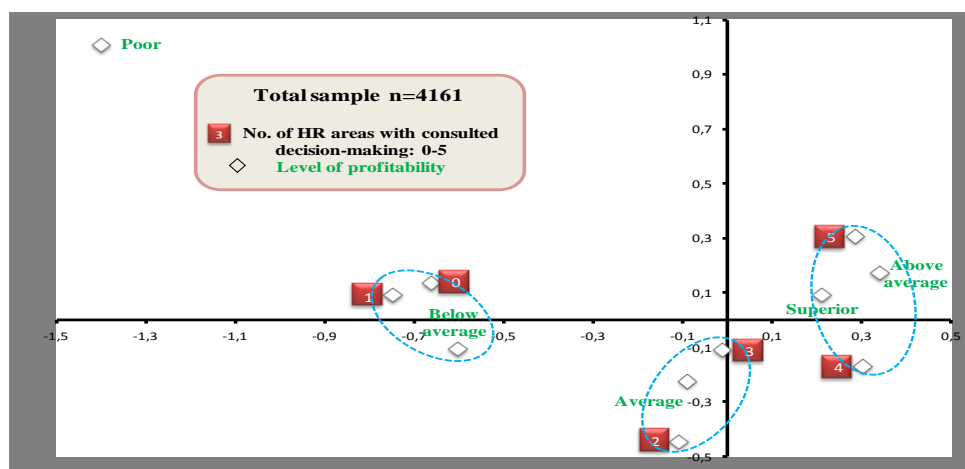 1,1
Poor
0,9
Total sample n=4161
3 No. of HR areas with consulted
decision-making: 0-5
Level of profitability
0,7
0,5
5
0,3
Above
average
0
1
0,1
Superior
Below
average
-1,5 -1,3 -1,1 -0,9 -0,7 -0,5 -0,3 -0,1 0,1 0,3 0,5
-0,1
3
4
Average
-0,3
2
-0,5